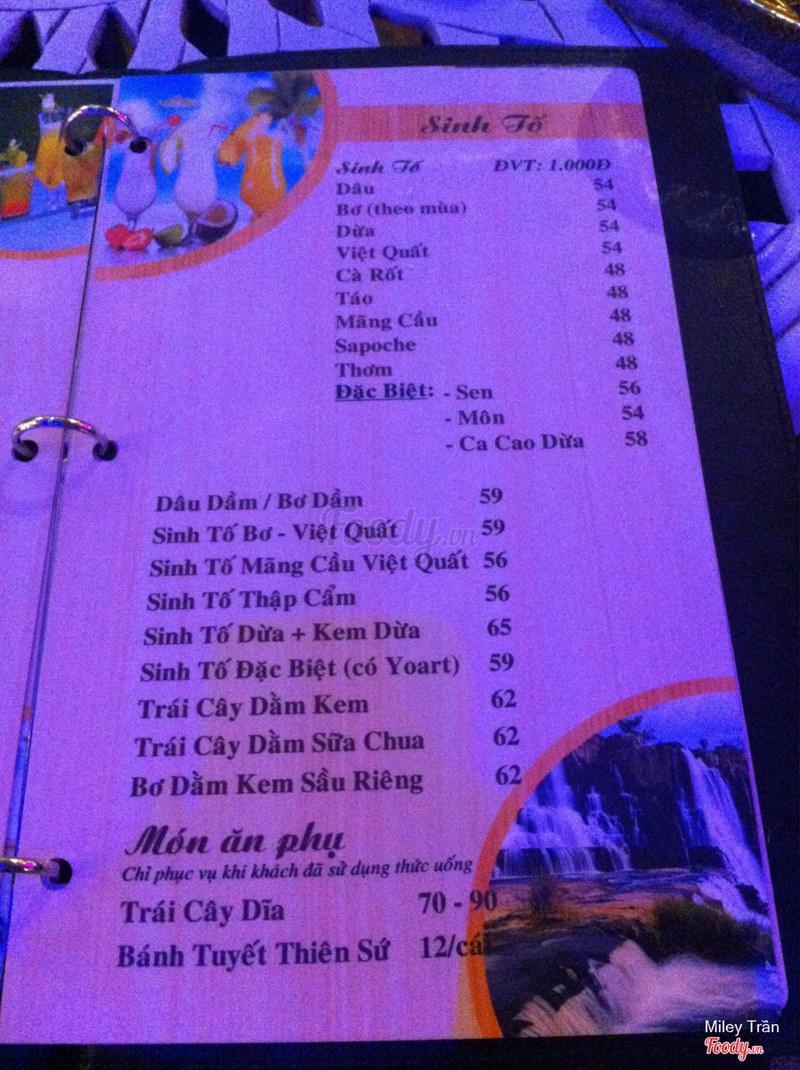 Sinh Tố
Sinh Tố ĐVT: 1.000Đ
Dâu 54
Bơ (theo mùa) 54
Dừa 54
Việt Quất 54
Cà Rốt 48
Táo 48
Mãng Cầu 48
Sapoche 48
Thơm 48
Đặc Biệt: - Sen 56
- Môn 54
- Ca Cao Dừa 58
Dâu Dầm / Bơ Dầm 59
Sinh Tố Bơ - Việt Quất 59
Sinh Tố Mãng Cầu Việt Quất 56
Sinh Tố Thập Cẩm 56
Sinh Tố Dừa + Kem Dừa 65
Sinh Tố Đặc Biệt (có Yoart) 59
Trái Cây Dằm Kem 62
Trái Cây Dằm Sữa Chua 62
Bơ Dằm Kem Sầu Riêng 62
Món ăn phụ
Chỉ phục vụ khi khách đã sử dụng thức uống
Trái Cây Dĩa 70 - 90
Bánh Tuyết Thiên Sứ 12/cái
Foody.vn
Miley Trần
Foody.vn